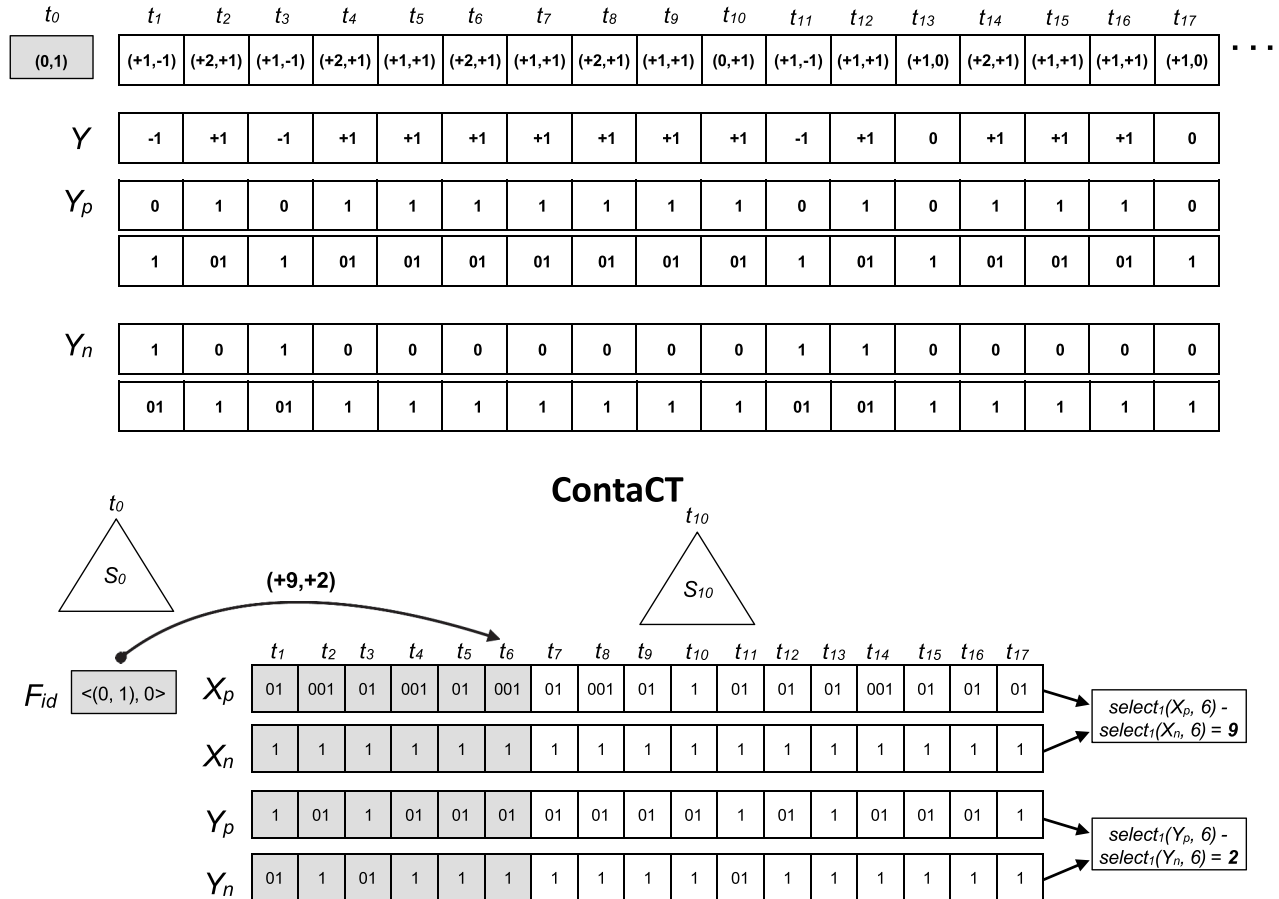 t0 t1 t2 t3 t4 t5 t6 t7 t8 t9 t10 t11 t12 t13 t14 t15 t16 t17
(0,1) (+1,-1) (+2,+1) (+1,-1) (+2,+1) (+1,+1) (+2,+1) (+1,+1) (+2,+1) (+1,+1) (0,+1) (+1,-1) (+1,+1) (+1,0) (+2,+1) (+1,+1) (+1,+1) (+1,0) . . .
Y -1 +1 -1 +1 +1 +1 +1 +1 +1 +1 -1 +1 0 +1 +1 +1 0
Yp 0 1 0 1 1 1 1 1 1 1 0 1 0 1 1 1 0
1 01 1 01 01 01 01 01 01 01 1 01 1 01 01 01 1
Yn 1 0 1 0 0 0 0 0 0 0 1 1 0 0 0 0 0
01 1 01 1 1 1 1 1 1 1 01 01 1 1 1 1 1
ContaCT
t0 t10
S0 S10
(+9,+2)
t1 t2 t3 t4 t5 t6 t7 t8 t9 t10 t11 t12 t13 t14 t15 t16 t17
Fid <(0, 1), 0> Xp 01 001 01 001 01 001 01 001 01 1 01 01 01 001 01 01 01
select1(Xp, 6) -
select1(Xn, 6) = 9
Xn 1 1 1 1 1 1 1 1 1 1 1 1 1 1 1 1 1
Yp 1 01 1 01 01 01 01 01 01 01 1 01 1 01 01 01 1
select1(Yp, 6) -
select1(Yn, 6) = 2
Yn 01 1 01 1 1 1 1 1 1 1 01 1 1 1 1 1 1